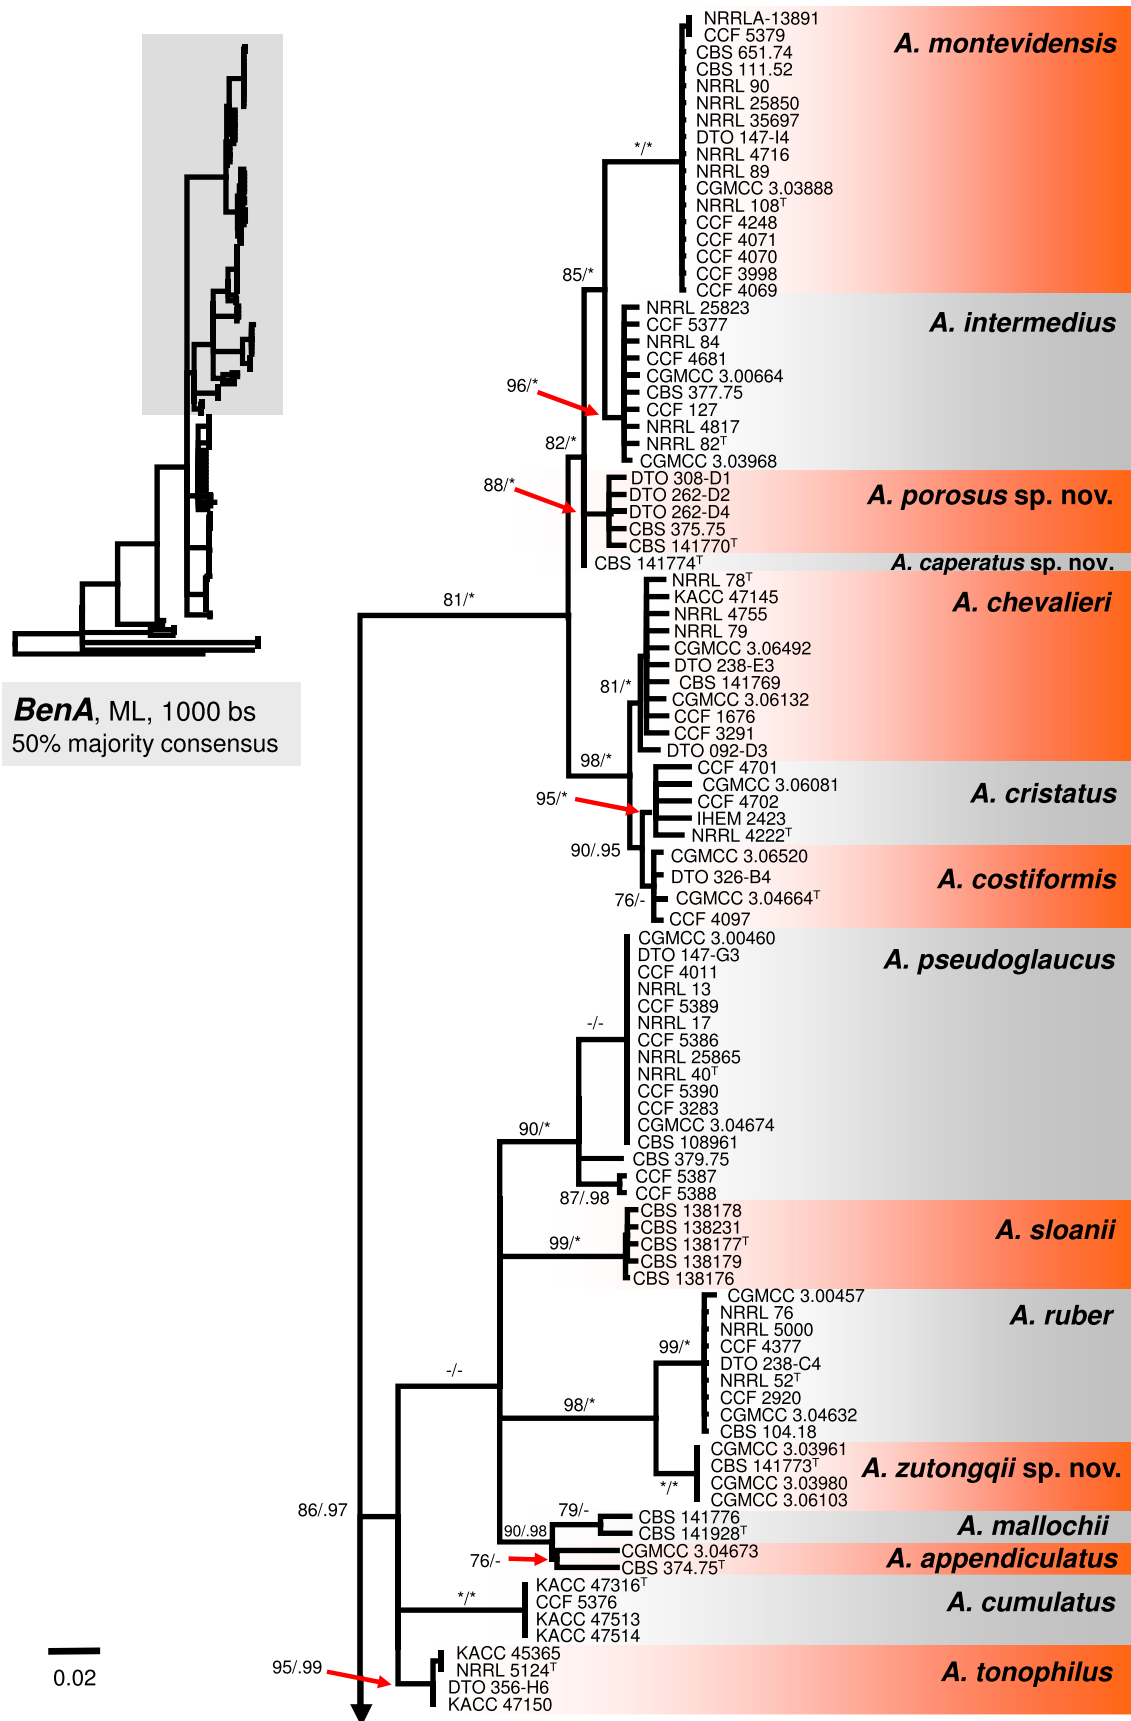 NRRLA-13891
CCF 5379
A. montevidensis
CBS 651.74
CBS 111.52
NRRL 90
NRRL 25850
NRRL 35697
DTO 147-I4
*/*
NRRL 4716
NRRL 89
CGMCC 3.03888
NRRL 108ᵀ
CCF 4248
CCF 4071
CCF 4070
85/*
CCF 3998
CCF 4069
NRRL 25823
A. intermedius
CCF 5377
NRRL 84
CCF 4681
CGMCC 3.00664
96/*
CBS 377.75
CCF 127
NRRL 4817
82/*
NRRL 82ᵀ
CGMCC 3.03968
88/*
DTO 308-D1
A. porosus sp. nov.
DTO 262-D2
DTO 262-D4
CBS 375.75
CBS 141770ᵀ
CBS 141774ᵀ
A. caperatus sp. nov.
NRRL 78ᵀ
81/*
KACC 47145
A. chevalieri
NRRL 4755
NRRL 79
CGMCC 3.06492
DTO 238-E3
81/*
CBS 141769
CGMCC 3.06132
BenA, ML, 1000 bs
50% majority consensus
CCF 1676
CCF 3291
DTO 092-D3
98/*
CCF 4701
CGMCC 3.06081
A. cristatus
95/*
CCF 4702
IHEM 2423
NRRL 4222ᵀ
90/.95
CGMCC 3.06520
DTO 326-B4
A. costiformis
76/-
CGMCC 3.04664ᵀ
CCF 4097
CGMCC 3.00460
DTO 147-G3
A. pseudoglaucus
CCF 4011
NRRL 13
CCF 5389
-/-
NRRL 17
CCF 5386
NRRL 25865
NRRL 40ᵀ
CCF 5390
CCF 3283
90/*
CGMCC 3.04674
CBS 108961
CBS 379.75
CCF 5387
87/.98
CCF 5388
CBS 138178
A. sloanii
CBS 138231
99/*
CBS 138177ᵀ
CBS 138179
CBS 138176
CGMCC 3.00457
A. ruber
NRRL 76
NRRL 5000
99/*
CCF 4377
-/-
DTO 238-C4
NRRL 52ᵀ
98/*
CCF 2920
CGMCC 3.04632
CBS 104.18
CGMCC 3.03961
CBS 141773ᵀ
A. zutongqii sp. nov.
*/*
CGMCC 3.03980
CGMCC 3.06103
86/.97
79/-
CBS 141776
A. mallochii
90/.98
CBS 141928ᵀ
76/-
CGMCC 3.04673
A. appendiculatus
CBS 374.75ᵀ
*/*
KACC 47316ᵀ
A. cumulatus
CCF 5376
KACC 47513
KACC 47514
0.02
95/.99
KACC 45365
A. tonophilus
NRRL 5124ᵀ
DTO 356-H6
KACC 47150